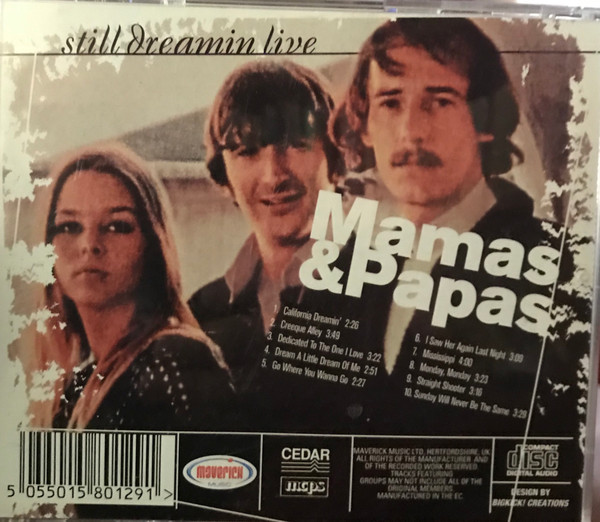 still dreamin live
Mamas
&Papas
1. California Dreamin' 2:26
2. Creeque Alley 3:49
3. Dedicated To The One I Love 3:22
4. Dream A Little Dream Of Me 2:51
5. Go Where You Wanna Go 2:27
6. I Saw Her Again Last Night 3:09
7. Mississippi 4:00
8. Monday, Monday 3:23
9. Straight Shooter 3:16
10. Sunday Will Never Be The Same 3:29
5 055015 801291 >
MAVERICK
MUSIC
CEDAR
mcps
MAVERICK MUSIC LTD, HERTFORDSHIRE, UK
ALL RIGHTS OF THE MANUFACTURER AND
OF THE RECORDED WORK RESERVED.
TRACKS FEATURING
GROUPS MAY NOT INCLUDE ALL OF THE
ORIGINAL MEMBERS
MANUFACTURED IN THE EC
COMPACT
disc
DIGITAL AUDIO
DESIGN BY
BIGKICK! CREATIONS